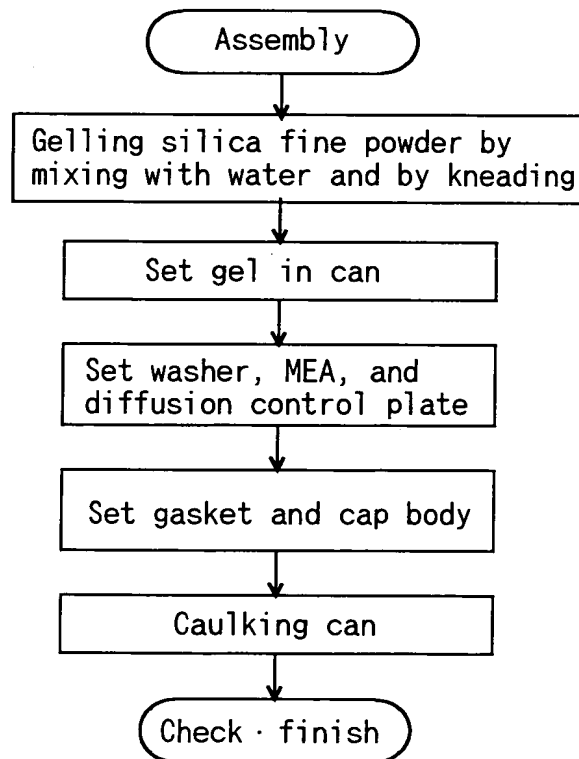 Assembly
Gelling silica fine powder by
mixing with water and by kneading
Set gel in can
Set washer, MEA, and
diffusion control plate
Set gasket and cap body
Caulking can
Check · finish